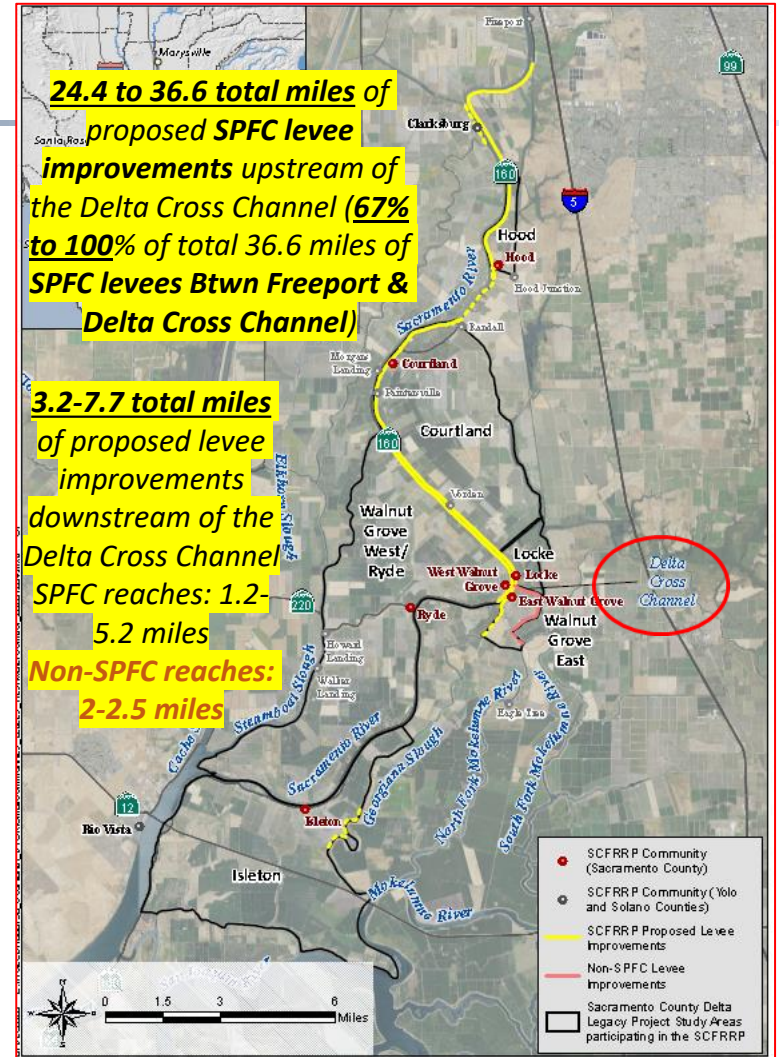 Marysville
Santa Rosa
24.4 to 36.6 total miles of
proposed SPFC levee
improvements upstream of
the Delta Cross Channel (67%
to 100% of total 36.6 miles of
SPFC levees Btwn Freeport &
Delta Cross Channel)
3.2-7.7 total miles
of proposed levee
improvements
downstream of the
Delta Cross Channel
SPFC reaches: 1.2-
5.2 miles
Non-SPFC reaches:
2-2.5 miles
Freeport
99
Clarksburg
160
5
Hood
Hood
Hood Junction
Sacramento River
Randall
Morgans
Landing
Courtland
Paintersville
160
Courtland
Elkhorn Slough
Vorden
Walnut
Grove
West/
Ryde
Locke
West Walnut
Grove
Locke
East Walnut Grove
Delta
Cross
Channel
220
Ryde
Walnut
Grove
East
Howard
Landing
Walker
Landing
Steamboat Slough
Eagle Tree
Cache
Sacramento River
Georgiana Slough
North Fork Mokelumne River
South Fork Mokelumne River
12
Rio Vista
Isleton
Isleton
Mokelumne
River
San Joaquin River
N
W
E
S
0 1.5 3 6
Miles
SCFRRP Community
(Sacramento County)
SCFRRP Community (Yolo
and Solano Counties)
SCFRRP Proposed Levee
Improvements
Non-SPFC Levee
Improvements
Sacramento County Delta
Legacy Project Study Areas
participating in the SCFRRP